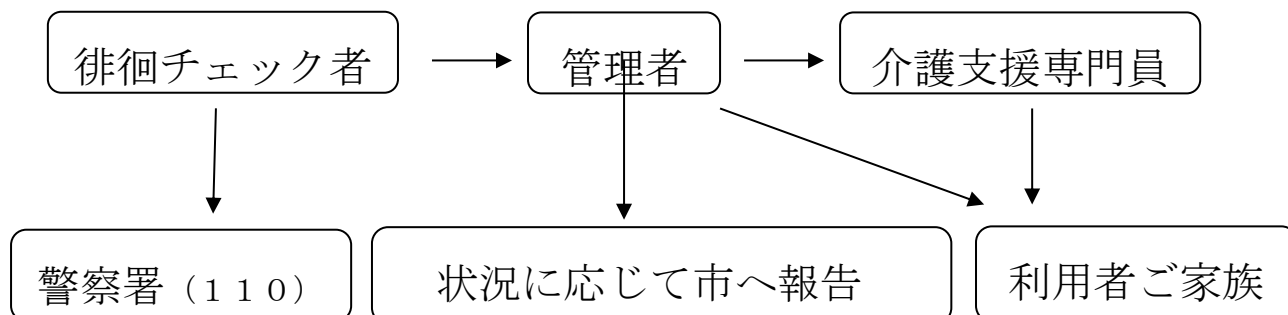 徘徊チェック者
管理者
介護支援専門員
警察署（１１０）
状況に応じて市へ報告
利用者ご家族